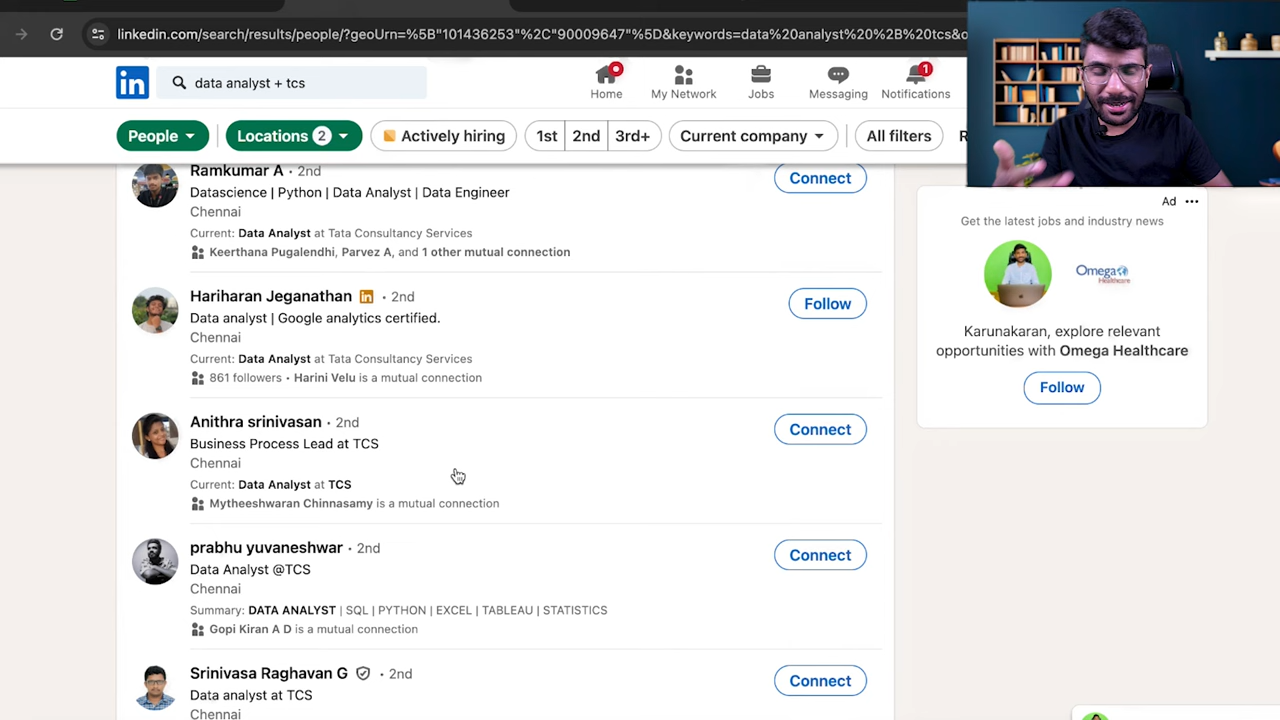 linkedin.com/search/results/people/?geoUrn=%5B"101436253"%2C"90009647"%5D&keywords=data%20analyst%20%2B%20tcs&o
in
data analyst + tcs
Home
My Network
Jobs
Messaging
1
Notifications
People
Locations 2
Actively hiring
1st
2nd
3rd+
Current company
All filters
R
Ramkumar A • 2nd
Datascience | Python | Data Analyst | Data Engineer
Chennai
Current: Data Analyst at Tata Consultancy Services
Keerthana Pugalendhi, Parvez A, and 1 other mutual connection
Connect
Hariharan Jeganathan in • 2nd
Data analyst | Google analytics certified.
Chennai
Current: Data Analyst at Tata Consultancy Services
861 followers • Harini Velu is a mutual connection
Follow
Anithra srinivasan • 2nd
Business Process Lead at TCS
Chennai
Current: Data Analyst at TCS
Mytheeshwaran Chinnasamy is a mutual connection
Connect
prabhu yuvaneshwar • 2nd
Data Analyst @TCS
Chennai
Summary: DATA ANALYST | SQL | PYTHON | EXCEL | TABLEAU | STATISTICS
Gopi Kiran A D is a mutual connection
Connect
Srinivasa Raghavan G • 2nd
Data analyst at TCS
Chennai
Connect
Ad •••
Get the latest jobs and industry news
Omega
Healthcare
Karunakaran, explore relevant
opportunities with Omega Healthcare
Follow